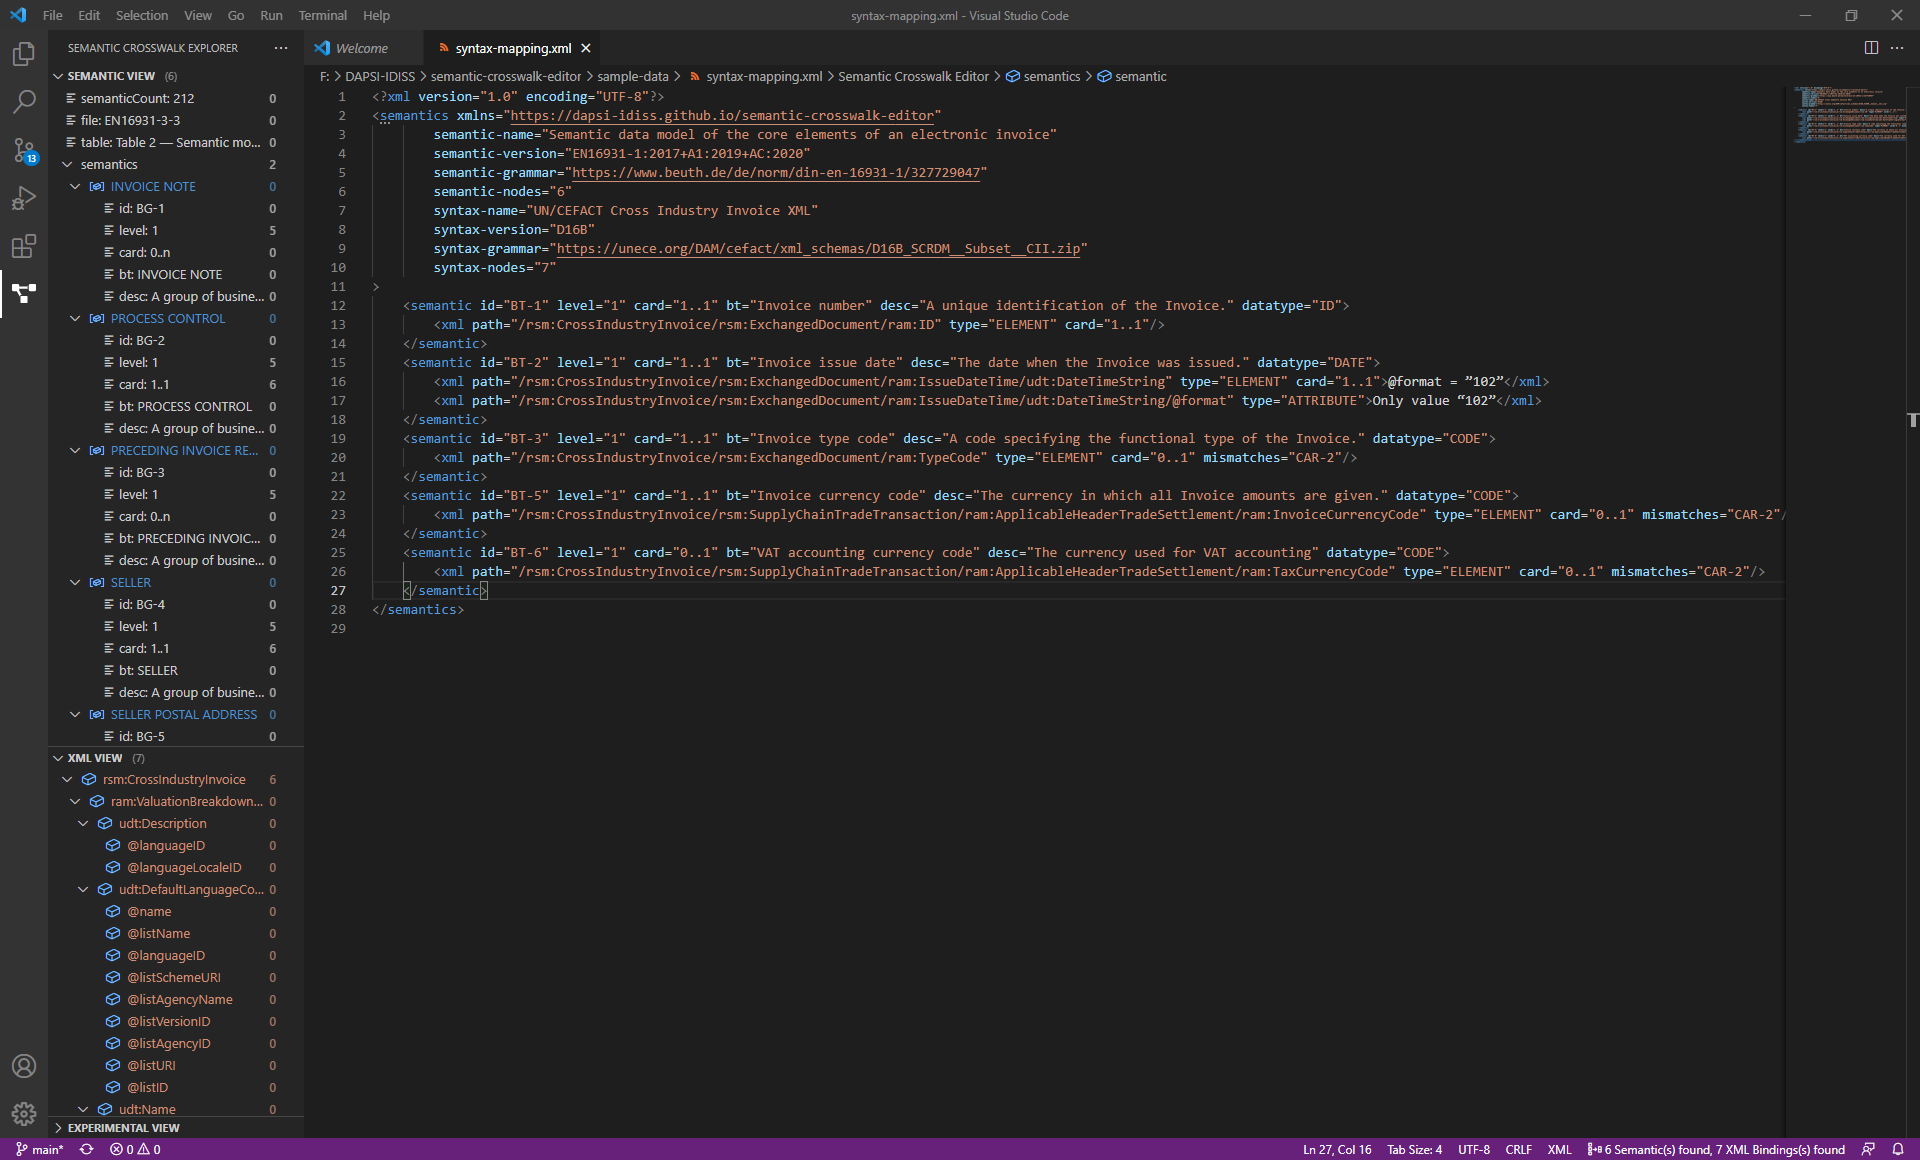 File Edit Selection View Go Run Terminal Help
syntax-mapping.xml - Visual Studio Code
SEMANTIC CROSSWALK EXPLORER
SEMANTIC VIEW (6)
semanticCount: 212 0
file: EN16931-3-3 0
table: Table 2 — Semantic mo... 0
semantics 2
INVOICE NOTE 0
id: BG-1 0
level: 1 5
card: 0..n 0
bt: INVOICE NOTE 0
desc: A group of busine... 0
PROCESS CONTROL 0
id: BG-2 0
level: 1 5
card: 1..1 6
bt: PROCESS CONTROL 0
desc: A group of busine... 0
PRECEDING INVOICE RE... 0
id: BG-3 0
level: 1 5
card: 0..n 0
bt: PRECEDING INVOIC... 0
desc: A group of busine... 0
SELLER 0
id: BG-4 0
level: 1 5
card: 1..1 6
bt: SELLER 0
desc: A group of busine... 0
SELLER POSTAL ADDRESS 0
id: BG-5 0
XML VIEW (7)
rsm:CrossIndustryInvoice 6
ram:ValuationBreakdown... 0
udt:Description 0
@languageID 0
@languageLocaleID 0
udt:DefaultLanguageCo... 0
@name 0
@listName 0
@languageID 0
@listSchemeURI 0
@listAgencyName 0
@listVersionID 0
@listAgencyID 0
@listURI 0
@listID 0
udt:Name 0
EXPERIMENTAL VIEW
13
Welcome
syntax-mapping.xml
F: > DAPSI-IDISS > semantic-crosswalk-editor > sample-data > syntax-mapping.xml > Semantic Crosswalk Editor > semantics > semantic
1 <?xml version="1.0" encoding="UTF-8"?>
2 <semantics xmlns="https://dapsi-idiss.github.io/semantic-crosswalk-editor"
3 semantic-name="Semantic data model of the core elements of an electronic invoice"
4 semantic-version="EN16931-1:2017+A1:2019+AC:2020"
5 semantic-grammar="https://www.beuth.de/de/norm/din-en-16931-1/327729047"
6 semantic-nodes="6"
7 syntax-name="UN/CEFACT Cross Industry Invoice XML"
8 syntax-version="D16B"
9 syntax-grammar="https://unece.org/DAM/cefact/xml_schemas/D16B_SCRDM__Subset__CII.zip"
10 syntax-nodes="7"
11 >
12 <semantic id="BT-1" level="1" card="1..1" bt="Invoice number" desc="A unique identification of the Invoice." datatype="ID">
13 <xml path="/rsm:CrossIndustryInvoice/rsm:ExchangedDocument/ram:ID" type="ELEMENT" card="1..1"/>
14 </semantic>
15 <semantic id="BT-2" level="1" card="1..1" bt="Invoice issue date" desc="The date when the Invoice was issued." datatype="DATE">
16 <xml path="/rsm:CrossIndustryInvoice/rsm:ExchangedDocument/ram:IssueDateTime/udt:DateTimeString" type="ELEMENT" card="1..1">@format = ”102”</xml>
17 <xml path="/rsm:CrossIndustryInvoice/rsm:ExchangedDocument/ram:IssueDateTime/udt:DateTimeString/@format" type="ATTRIBUTE">Only value “102”</xml>
18 </semantic>
19 <semantic id="BT-3" level="1" card="1..1" bt="Invoice type code" desc="A code specifying the functional type of the Invoice." datatype="CODE">
20 <xml path="/rsm:CrossIndustryInvoice/rsm:ExchangedDocument/ram:TypeCode" type="ELEMENT" card="0..1" mismatches="CAR-2"/>
21 </semantic>
22 <semantic id="BT-5" level="1" card="1..1" bt="Invoice currency code" desc="The currency in which all Invoice amounts are given." datatype="CODE">
23 <xml path="/rsm:CrossIndustryInvoice/rsm:SupplyChainTradeTransaction/ram:ApplicableHeaderTradeSettlement/ram:InvoiceCurrencyCode" type="ELEMENT" card="0..1" mismatches="CAR-2"/
24 </semantic>
25 <semantic id="BT-6" level="1" card="0..1" bt="VAT accounting currency code" desc="The currency used for VAT accounting" datatype="CODE">
26 <xml path="/rsm:CrossIndustryInvoice/rsm:SupplyChainTradeTransaction/ram:ApplicableHeaderTradeSettlement/ram:TaxCurrencyCode" type="ELEMENT" card="0..1" mismatches="CAR-2"/>
27 </semantic>
28 </semantics>
29
main* 0 0
Ln 27, Col 16 Tab Size: 4 UTF-8 CRLF XML 6 Semantic(s) found, 7 XML Bindings(s) found